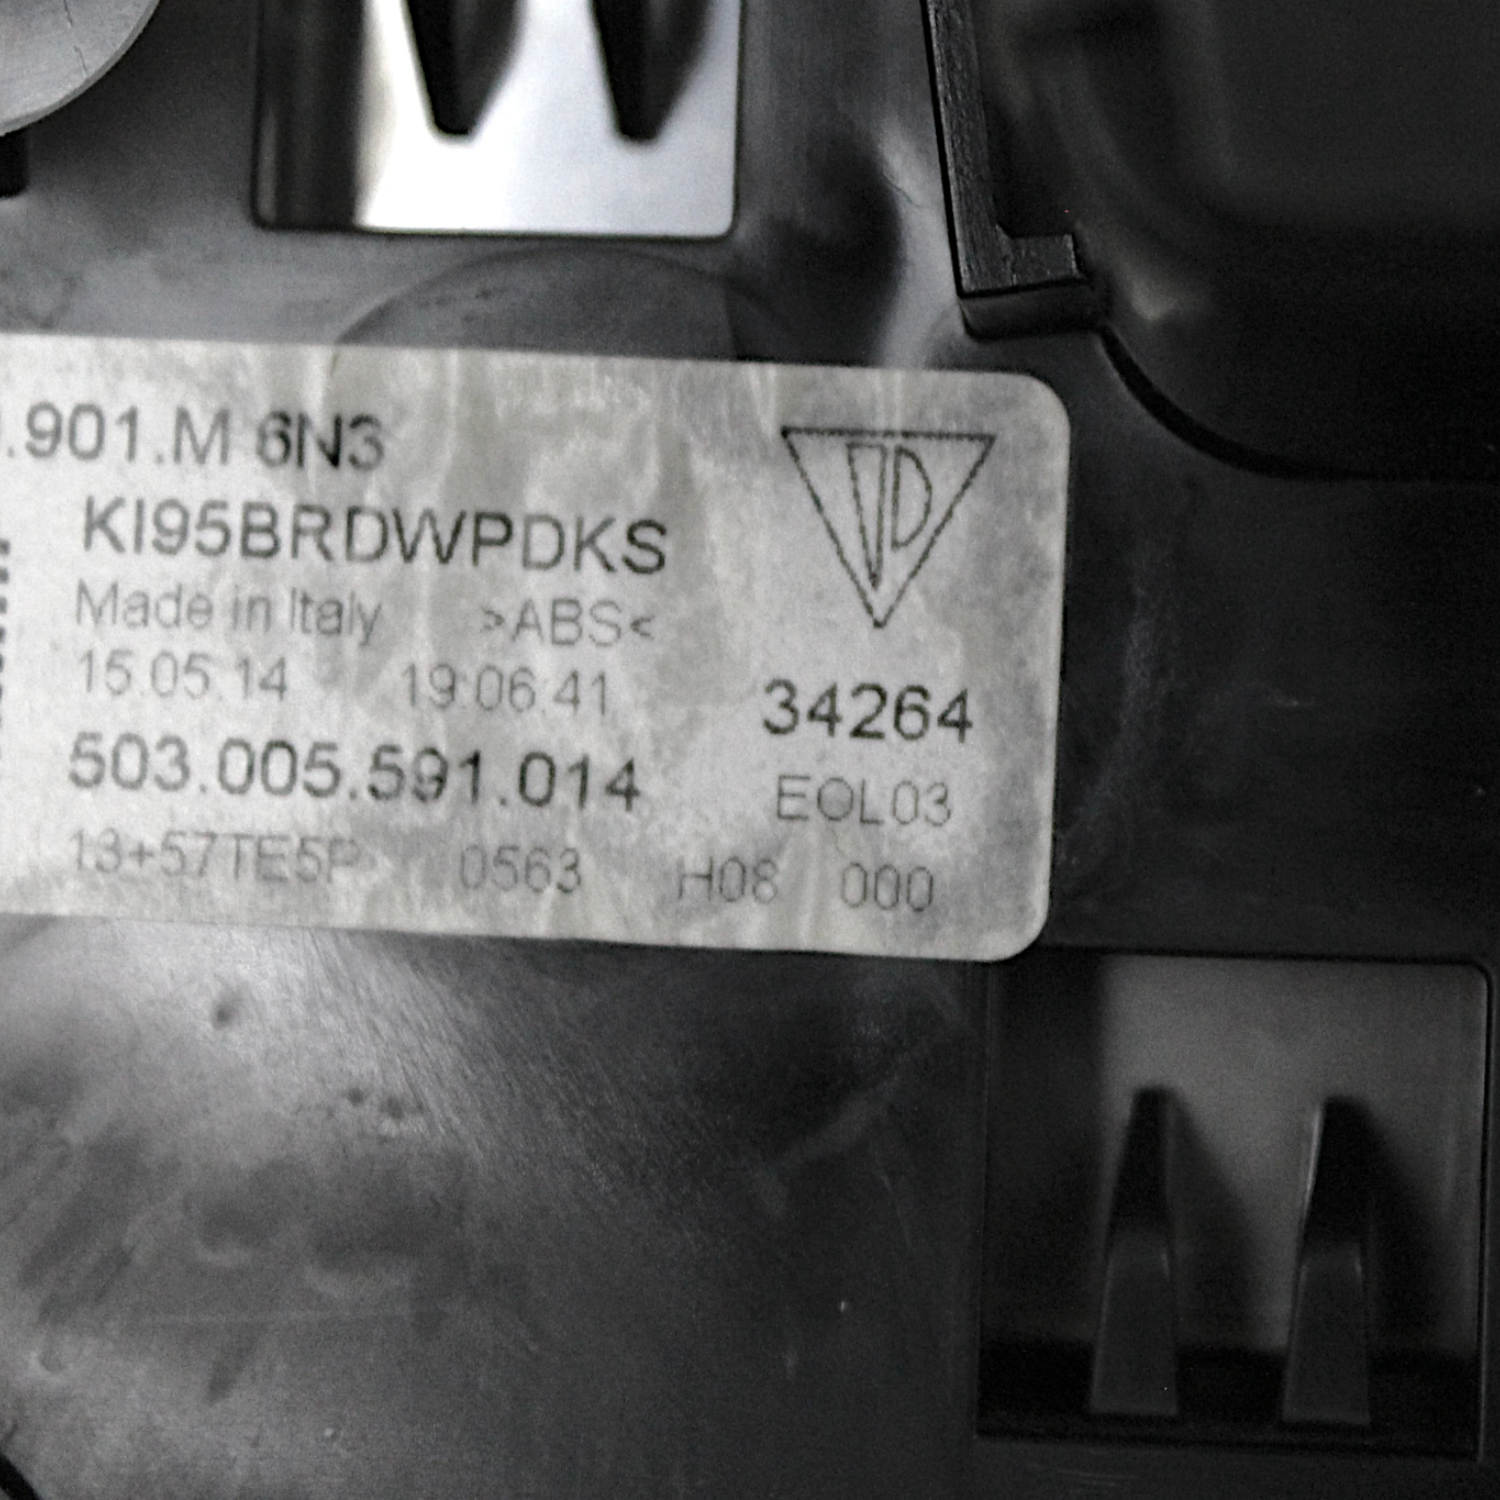 .901.M 6N3
KI95BRDWPDKS
Made in Italy >ABS<
15.05.14 19:06:41
34264
503.005.591.014
EOL03
13+57TE5P 0563 H08 000